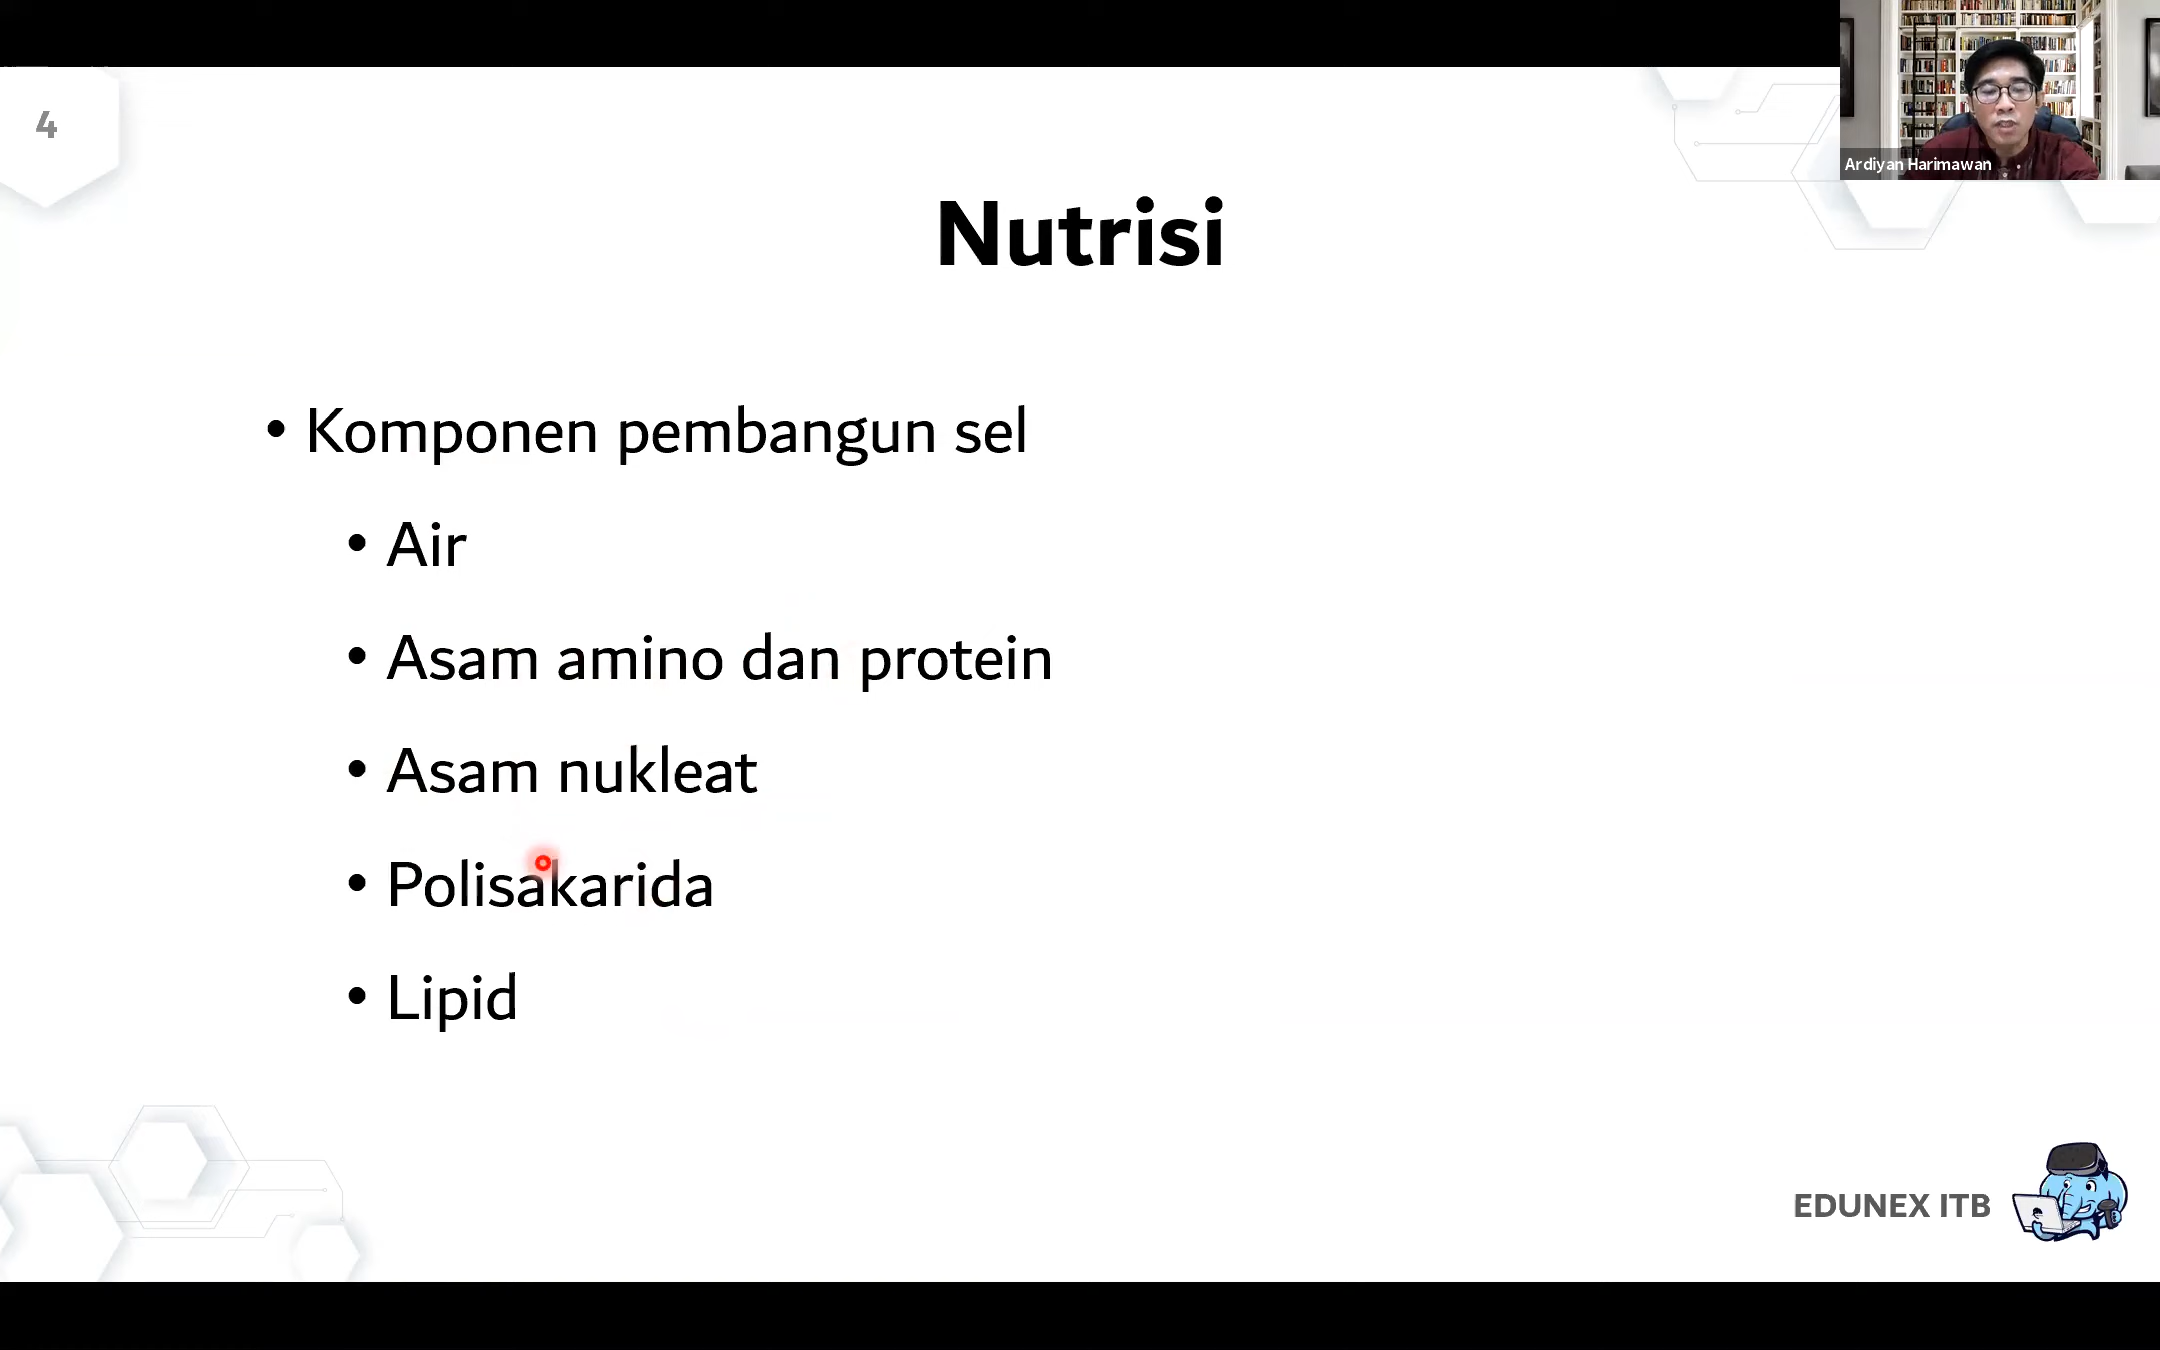 4
Ardiyan Harimawan
Nutrisi
• Komponen pembangun sel
• Air
• Asam amino dan protein
• Asam nukleat
• Polisakarida
• Lipid
EDUNEX ITB